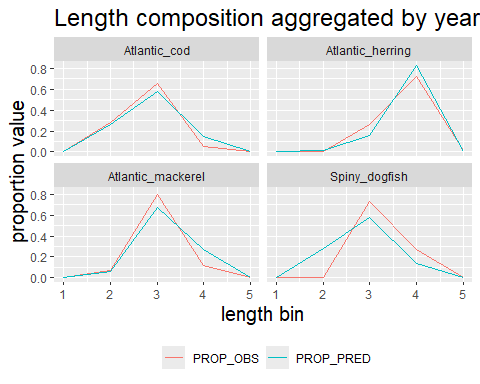 Length composition aggregated by year
Atlantic_cod
Atlantic_herring
0.8
0.6
0.4
0.2
0.0
Atlantic_mackerel
Spiny_dogfish
0.8
0.6
0.4
0.2
0.0
proportion value
1 2 3 4 5
1 2 3 4 5
length bin
PROP_OBS
PROP_PRED